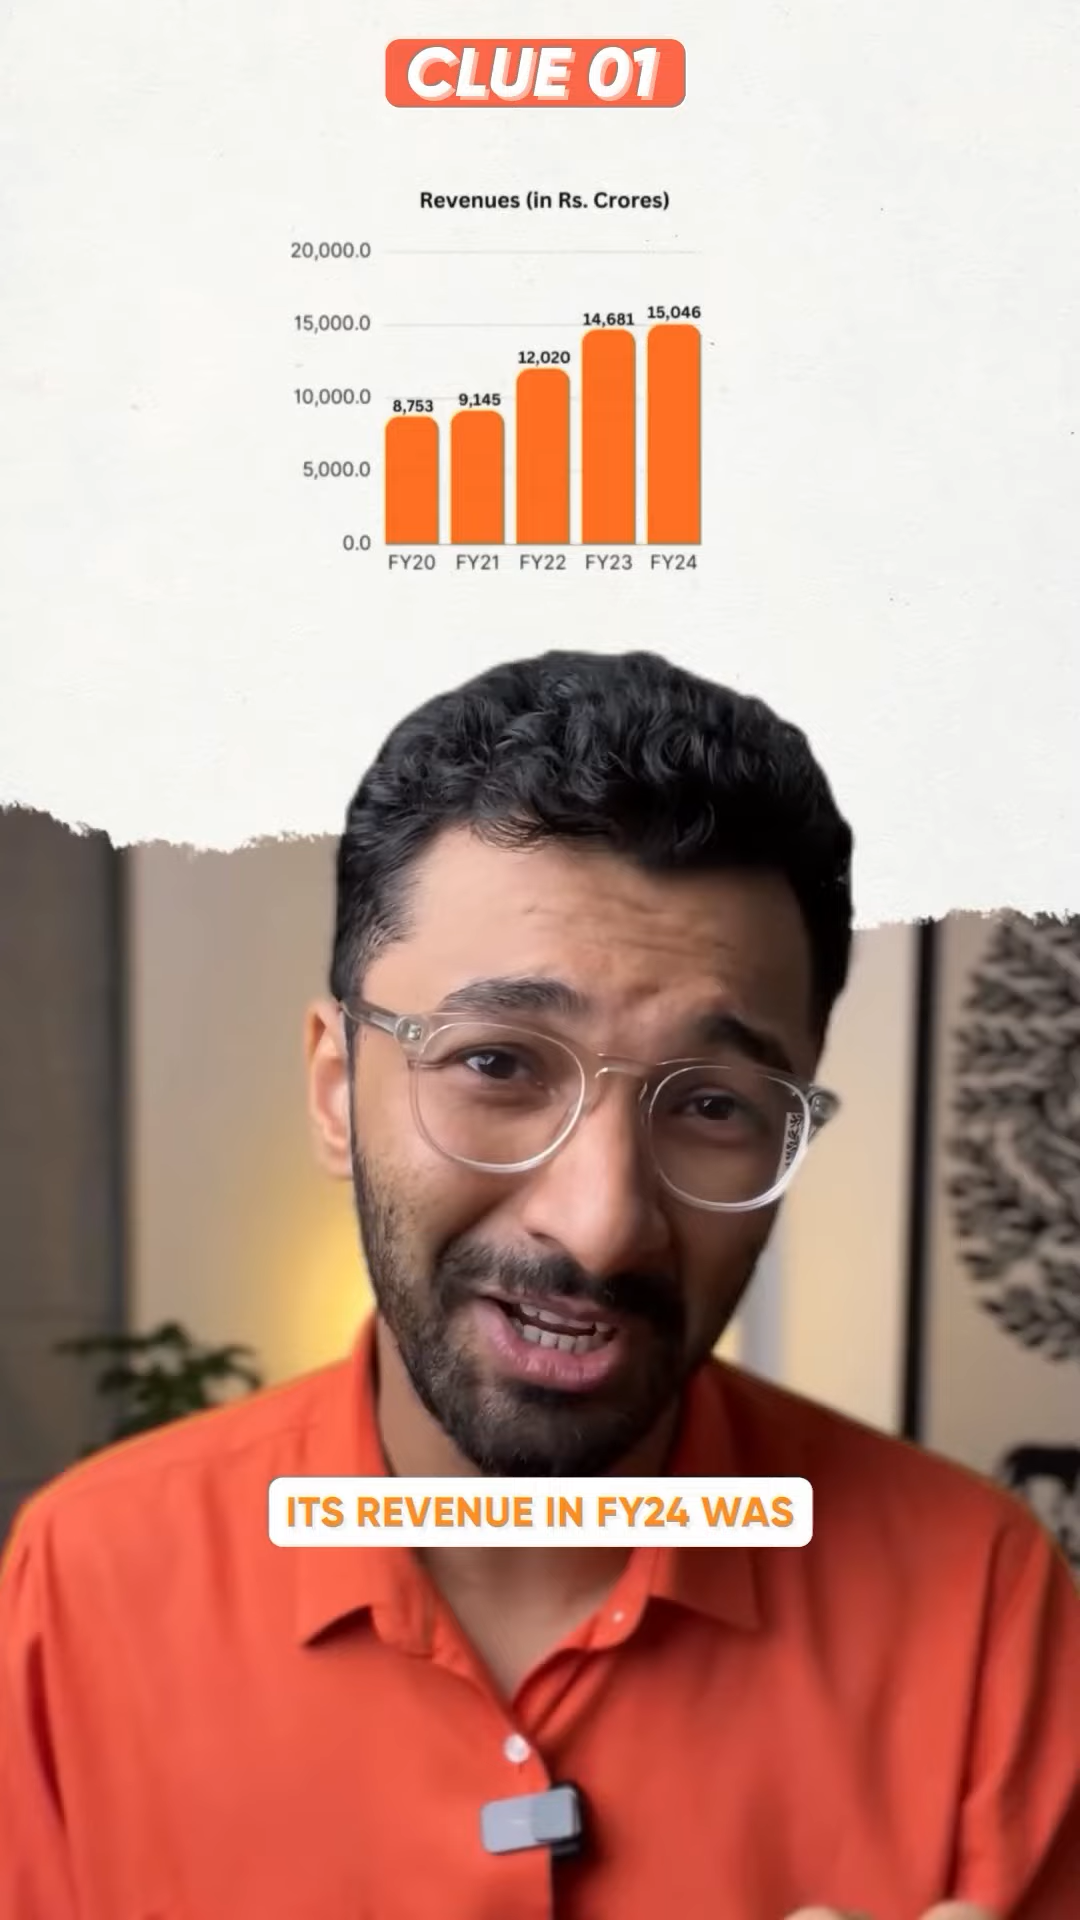 CLUE 01
Revenues (in Rs. Crores)
20,000.0
15,000.0
10,000.0
5,000.0
0.0
8,753
9,145
12,020
14,681
15,046
FY20 FY21 FY22 FY23 FY24
ITS REVENUE IN FY24 WAS